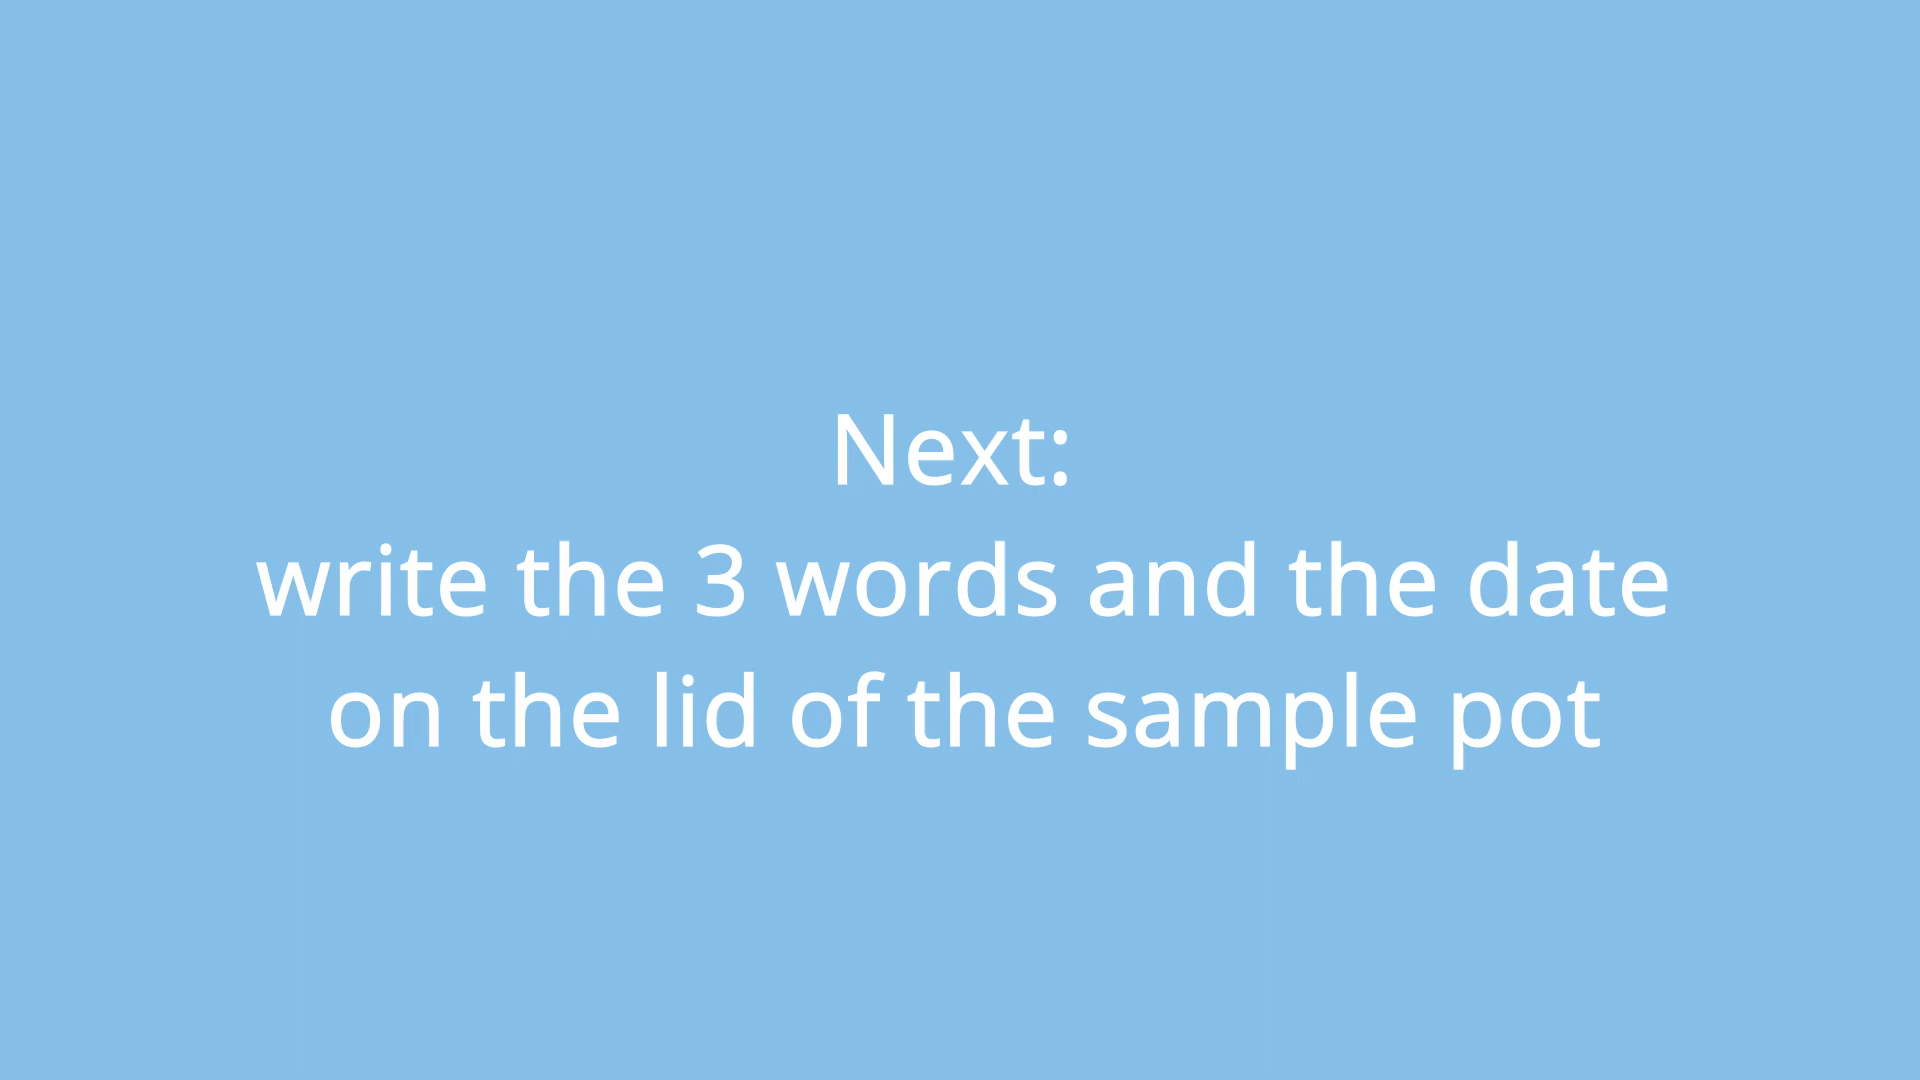 Next:
write the 3 words and the date
on the lid of the sample pot